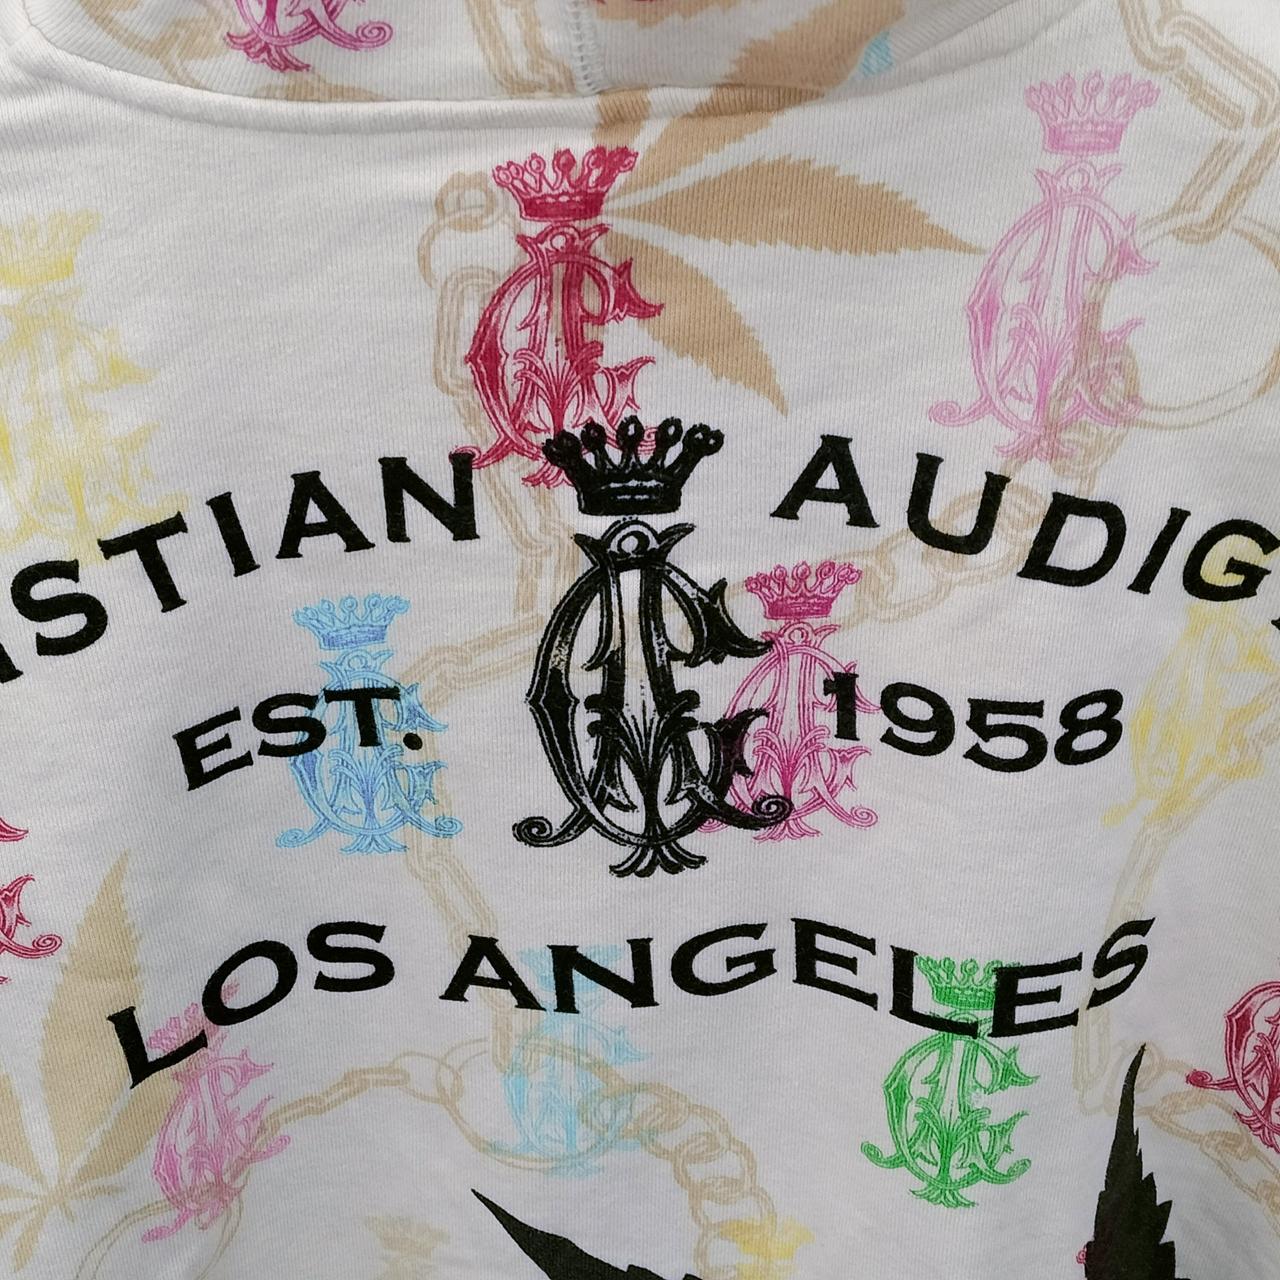 ISTIAN AUDIG
EST. 1958
LOS ANGELES